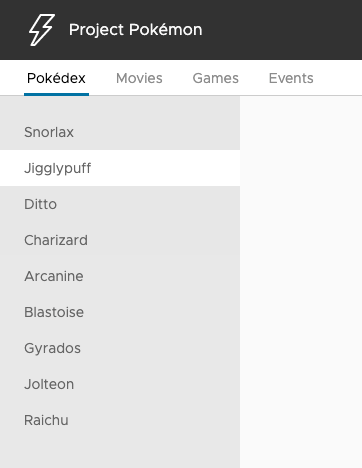 Project Pokémon
Pokédex Movies Games Events
Snorlax
Jigglypuff
Ditto
Charizard
Arcanine
Blastoise
Gyrados
Jolteon
Raichu